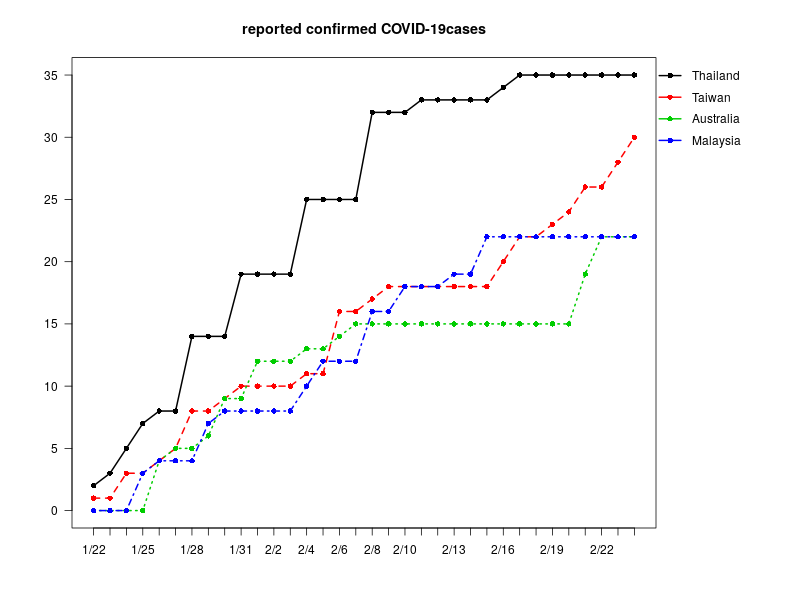 reported confirmed COVID-19cases
35
30
25
20
15
10
5
0
1/22 1/25 1/28 1/31 2/2 2/4 2/6 2/8 2/10 2/13 2/16 2/19 2/22
Thailand
Taiwan
Australia
Malaysia